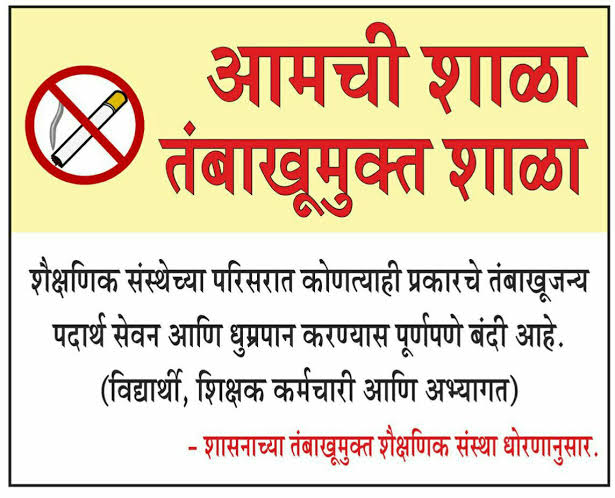 आमची शाळा
तंबाखूमुक्त शाळा
शैक्षणिक संस्थेच्या परिसरात कोणत्याही प्रकारचे तंबाखूजन्य
पदार्थ सेवन आणि धुम्रपान करण्यास पूर्णपणे बंदी आहे.
(विद्यार्थी, शिक्षक कर्मचारी आणि अभ्यागत)
- शासनाच्या तंबाखूमुक्त शैक्षणिक संस्था धोरणानुसार.